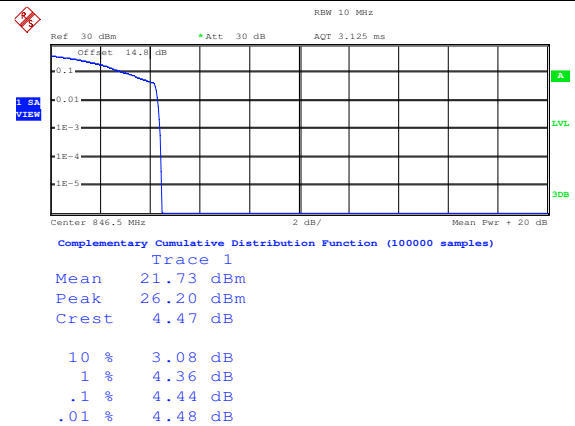 RBW 10 MHz
Ref 30 dBm *Att 30 dB AQT 3.125 ms
Offset 14.8 dB
0.1
A
1 SA
VIEW
0.01
1E-3
LVL
1E-4
1E-5
3DB
Center 846.5 MHz 2 dB/ Mean Pwr + 20 dB
Complementary Cumulative Distribution Function (100000 samples)
Trace 1
Mean 21.73 dBm
Peak 26.20 dBm
Crest 4.47 dB
10 % 3.08 dB
1 % 4.36 dB
.1 % 4.44 dB
.01 % 4.48 dB